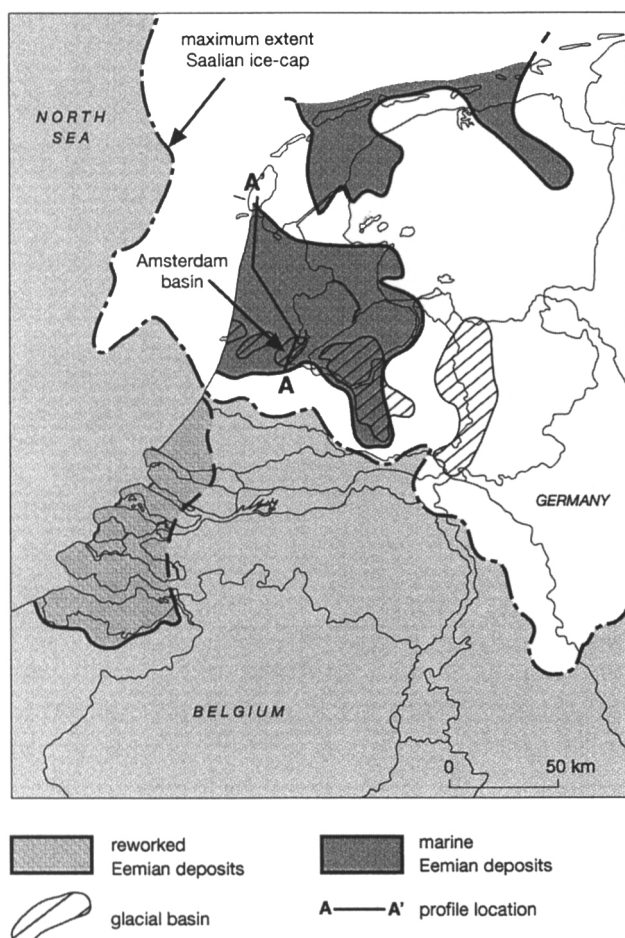 maximum extent
Saalian ice-cap
NORTH
SEA
A'
Amsterdam
basin
A
GERMANY
BELGIUM
0 50 km
reworked
Eemian deposits
marine
Eemian deposits
glacial basin
A A' profile location